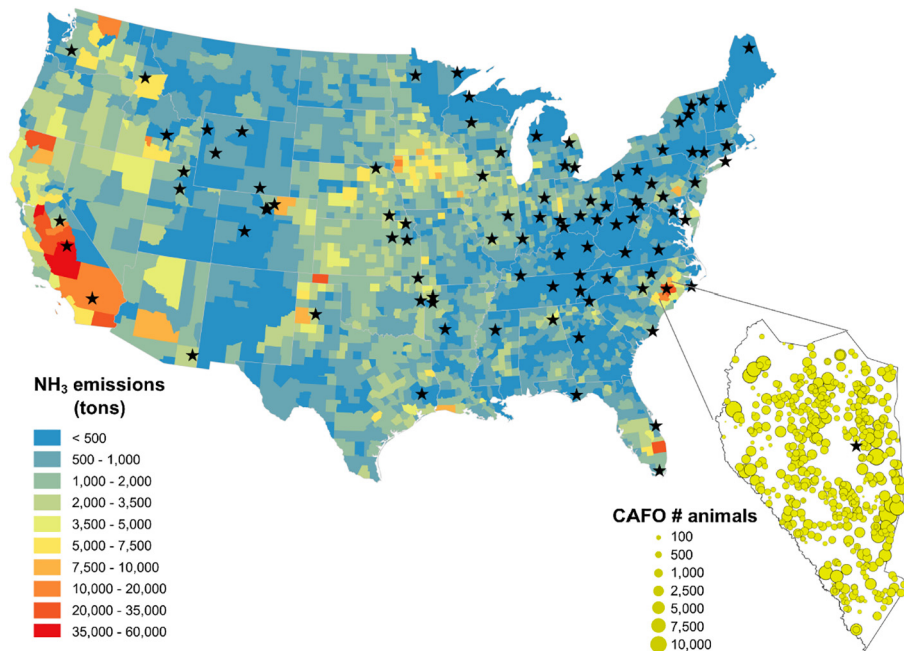 NH₃ emissions
(tons)
< 500
500 - 1,000
1,000 - 2,000
2,000 - 3,500
3,500 - 5,000
5,000 - 7,500
7,500 - 10,000
10,000 - 20,000
20,000 - 35,000
35,000 - 60,000
CAFO # animals
100
500
1,000
2,500
5,000
7,500
10,000